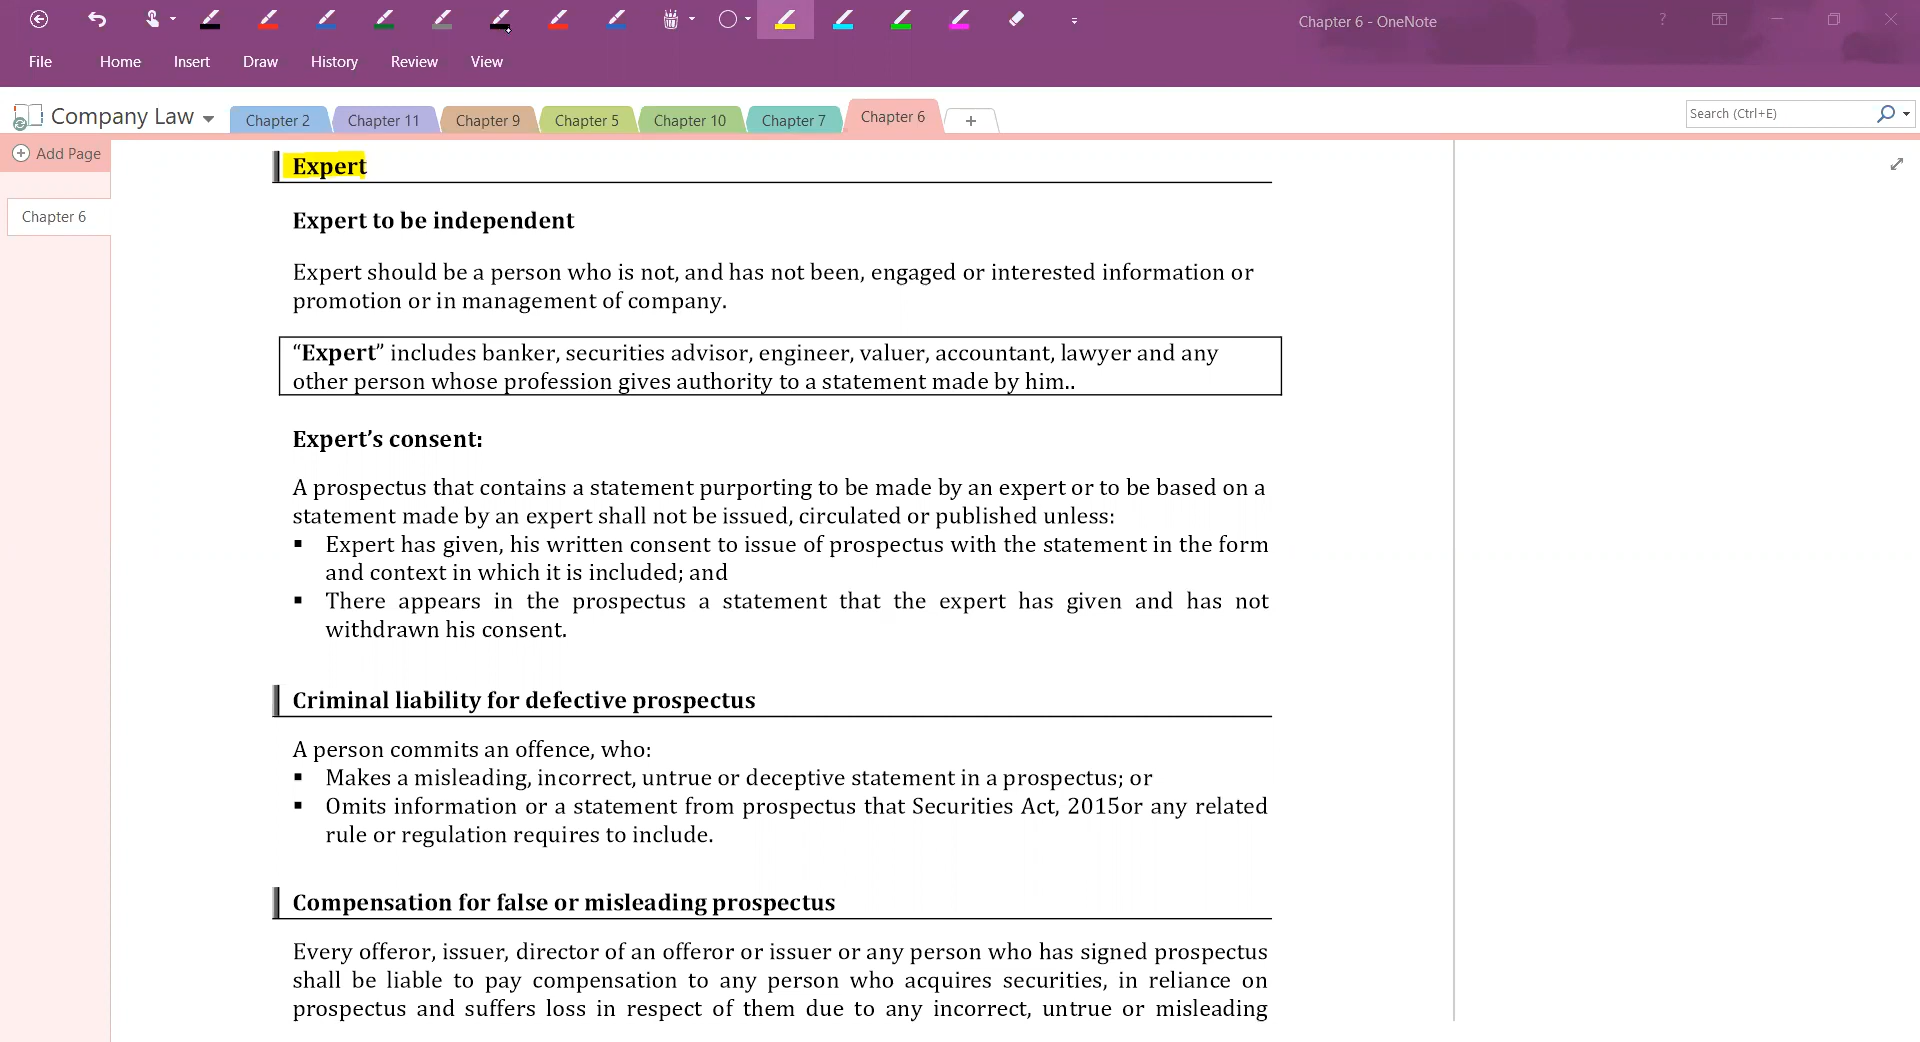 Chapter 6 - OneNote
?
File Home Insert Draw History Review View
Company Law Chapter 2 Chapter 11 Chapter 9 Chapter 5 Chapter 10 Chapter 7 Chapter 6 +
Search (Ctrl+E)
Add Page
Chapter 6
Expert
Expert to be independent
Expert should be a person who is not, and has not been, engaged or interested information or
promotion or in management of company.
“Expert” includes banker, securities advisor, engineer, valuer, accountant, lawyer and any
other person whose profession gives authority to a statement made by him..
Expert’s consent:
A prospectus that contains a statement purporting to be made by an expert or to be based on a
statement made by an expert shall not be issued, circulated or published unless:
▪ Expert has given, his written consent to issue of prospectus with the statement in the form
and context in which it is included; and
▪ There appears in the prospectus a statement that the expert has given and has not
withdrawn his consent.
Criminal liability for defective prospectus
A person commits an offence, who:
▪ Makes a misleading, incorrect, untrue or deceptive statement in a prospectus; or
▪ Omits information or a statement from prospectus that Securities Act, 2015or any related
rule or regulation requires to include.
Compensation for false or misleading prospectus
Every offeror, issuer, director of an offeror or issuer or any person who has signed prospectus
shall be liable to pay compensation to any person who acquires securities, in reliance on
prospectus and suffers loss in respect of them due to any incorrect, untrue or misleading